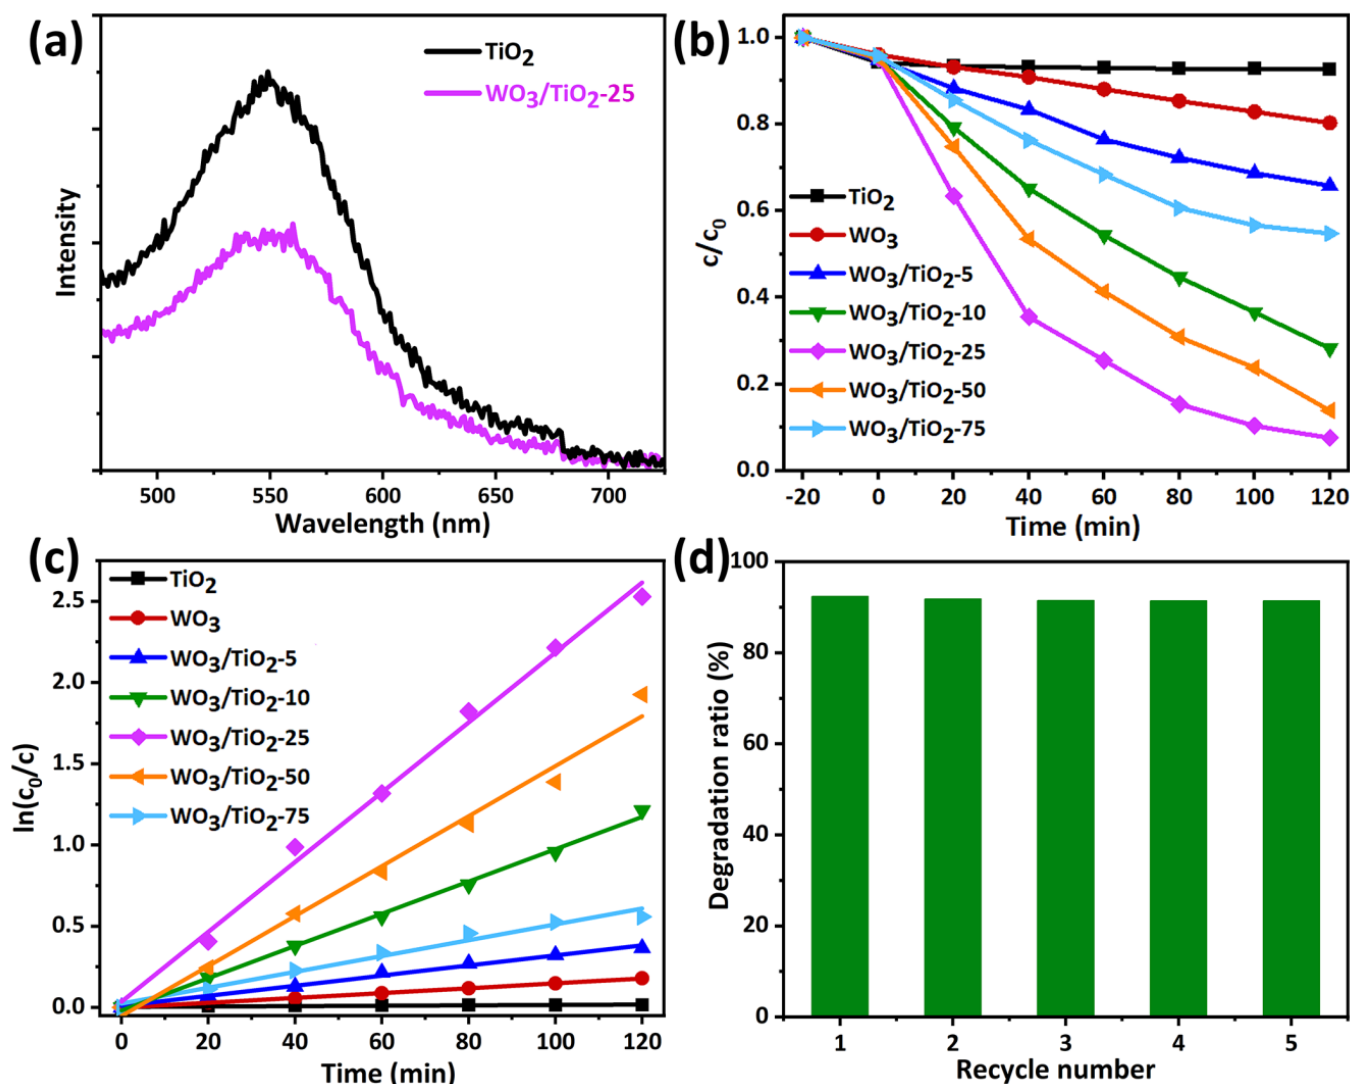 (a)
TiO2
WO3/TiO2-25
Intensity
500 550 600 650 700
Wavelength (nm)
(b)
1.0
0.8
0.6
0.4
0.2
0.0
c/c0
TiO2
WO3
WO3/TiO2-5
WO3/TiO2-10
WO3/TiO2-25
WO3/TiO2-50
WO3/TiO2-75
-20 0 20 40 60 80 100 120
Time (min)
(c)
2.5
2.0
1.5
1.0
0.5
0.0
ln(c0/c)
TiO2
WO3
WO3/TiO2-5
WO3/TiO2-10
WO3/TiO2-25
WO3/TiO2-50
WO3/TiO2-75
0 20 40 60 80 100 120
Time (min)
(d)
100
80
60
40
20
0
Degradation ratio (%)
1 2 3 4 5
Recycle number